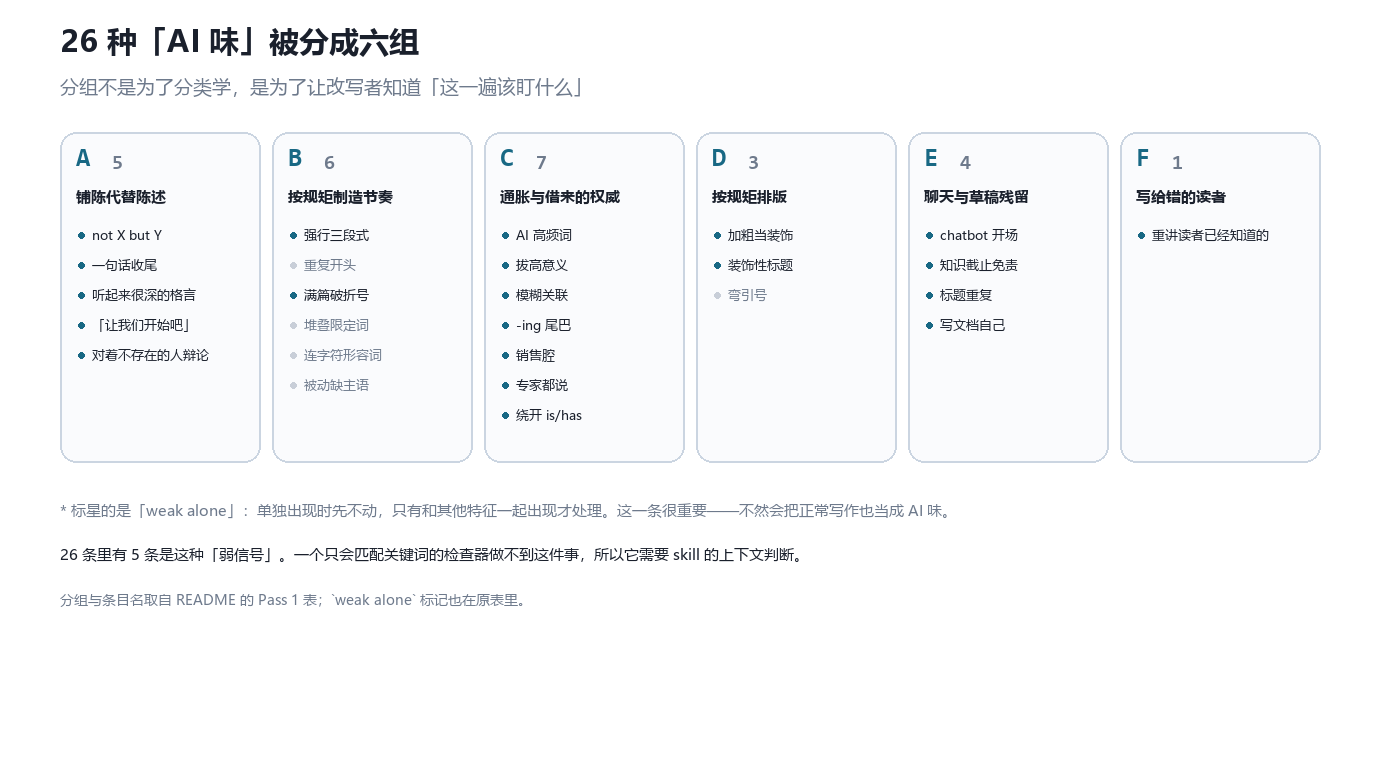 26 种「AI 味」被分成六组
分组不是为了分类学，是为了让改写者知道「这一遍该盯什么」
A 5
铺陈代替陈述
not X but Y
一句话收尾
听起来很深的格言
「让我们开始吧」
对着不存在的人辩论
B 6
按规矩制造节奏
强行三段式
重复开头
满篇破折号
堆叠限定词
连字符形容词
被动缺主语
C 7
通胀与借来的权威
AI 高频词
拔高意义
模糊关联
-ing 尾巴
销售腔
专家都说
绕开 is/has
D 3
按规矩排版
加粗当装饰
装饰性标题
弯引号
E 4
聊天与草稿残留
chatbot 开场
知识截止免责
标题重复
写文档自己
F 1
写给错的读者
重讲读者已经知道的
* 标星的是「weak alone」：单独出现时先不动，只有和其他特征一起出现才处理。这一条很重要——不然会把正常写作也当成 AI 味。
26 条里有 5 条是这种「弱信号」。一个只会匹配关键词的检查器做不到这件事，所以它需要 skill 的上下文判断。
分组与条目名取自 README 的 Pass 1 表；`weak alone` 标记也在原表里。